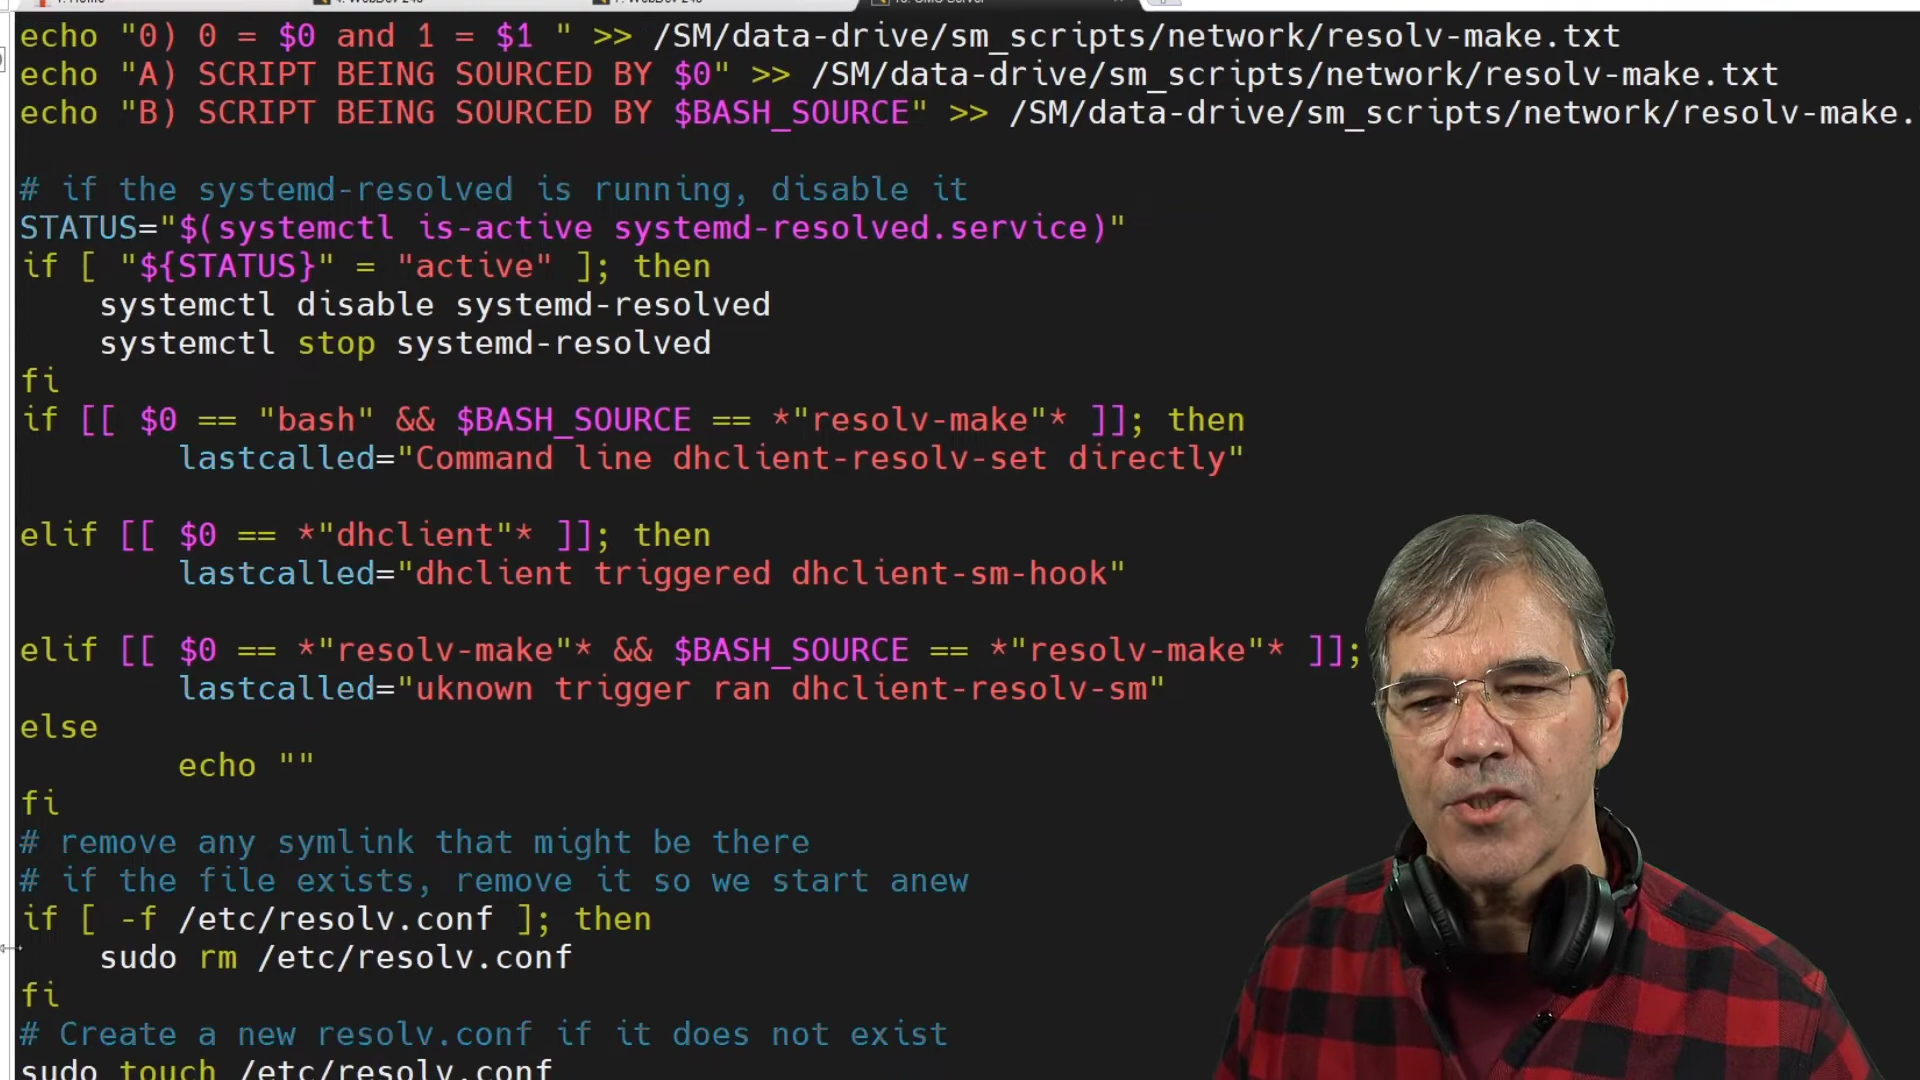 echo "0) 0 = $0 and 1 = $1 " >> /SM/data-drive/sm_scripts/network/resolv-make.txt
echo "A) SCRIPT BEING SOURCED BY $0" >> /SM/data-drive/sm_scripts/network/resolv-make.txt
echo "B) SCRIPT BEING SOURCED BY $BASH_SOURCE" >> /SM/data-drive/sm_scripts/network/resolv-make.
# if the systemd-resolved is running, disable it
STATUS="$(systemctl is-active systemd-resolved.service)"
if [ "${STATUS}" = "active" ]; then
systemctl disable systemd-resolved
systemctl stop systemd-resolved
fi
if [[ $0 == "bash" && $BASH_SOURCE == *"resolv-make"* ]]; then
lastcalled="Command line dhclient-resolv-set directly"
elif [[ $0 == *"dhclient"* ]]; then
lastcalled="dhclient triggered dhclient-sm-hook"
elif [[ $0 == *"resolv-make"* && $BASH_SOURCE == *"resolv-make"* ]];
lastcalled="uknown trigger ran dhclient-resolv-sm"
else
echo ""
fi
# remove any symlink that might be there
# if the file exists, remove it so we start anew
if [ -f /etc/resolv.conf ]; then
sudo rm /etc/resolv.conf
fi
# Create a new resolv.conf if it does not exist
sudo touch /etc/resolv.conf